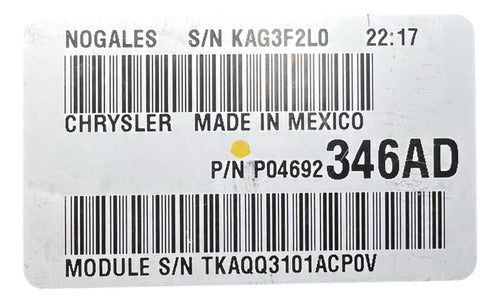 NOGALES S/N KAG3F2L0 22:17
CHRYSLER MADE IN MEXICO
P/N P04692 346AD
MODULE S/N TKAQQ3101ACP0V